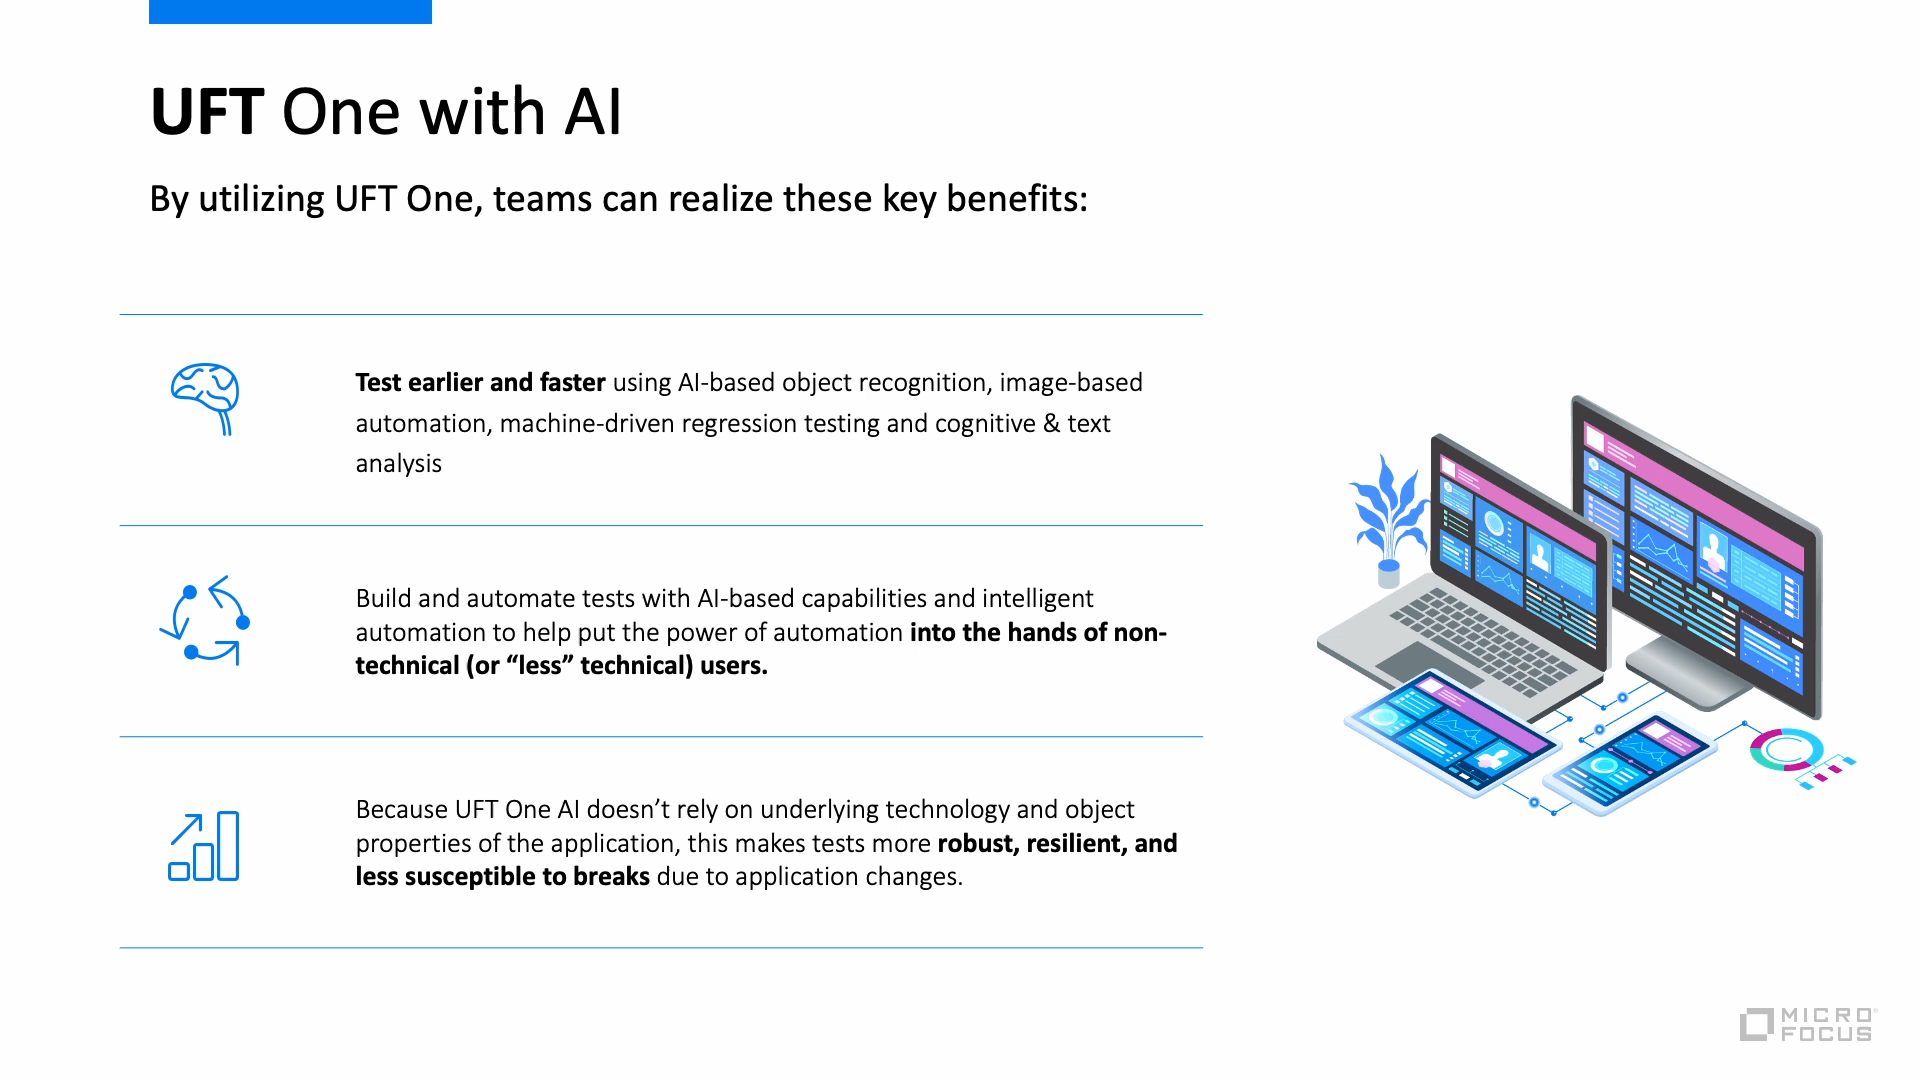 UFT One with AI
By utilizing UFT One, teams can realize these key benefits:
Test earlier and faster using AI-based object recognition, image-based
automation, machine-driven regression testing and cognitive & text
analysis
Build and automate tests with AI-based capabilities and intelligent
automation to help put the power of automation into the hands of non-
technical (or “less” technical) users.
Because UFT One AI doesn’t rely on underlying technology and object
properties of the application, this makes tests more robust, resilient, and
less susceptible to breaks due to application changes.
MICRO
FOCUS